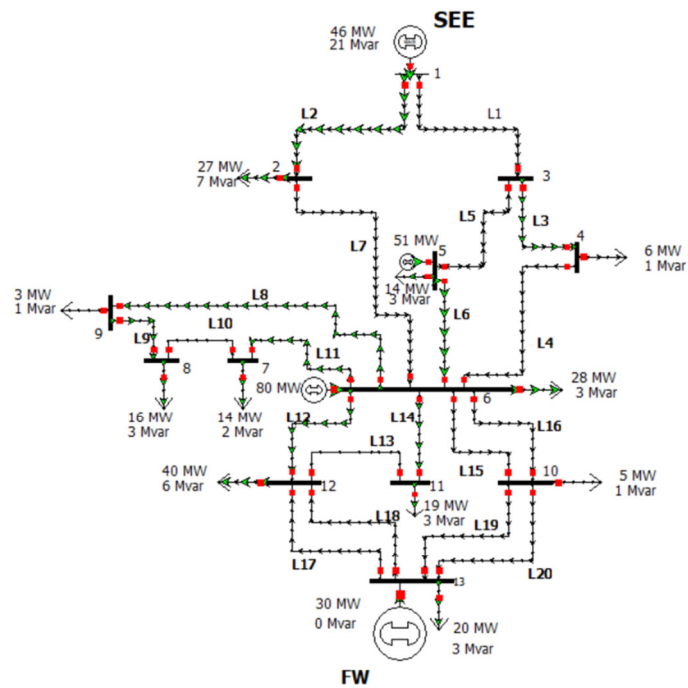 SEE
46 MW
21 Mvar
1
L2
L1
27 MW
7 Mvar
2
3
L5
L3
L7
5
4
51 MW
6 MW
1 Mvar
14 MW
3 Mvar
L8
L6
3 MW
1 Mvar
L10
L4
9
L9
L11
8
7
28 MW
3 Mvar
80 MW
6
16 MW
3 Mvar
14 MW
2 Mvar
L12
L14
L16
L13
40 MW
6 Mvar
L15
10
5 MW
1 Mvar
12
11
19 MW
3 Mvar
L18
L19
L17
L20
13
30 MW
0 Mvar
20 MW
3 Mvar
FW